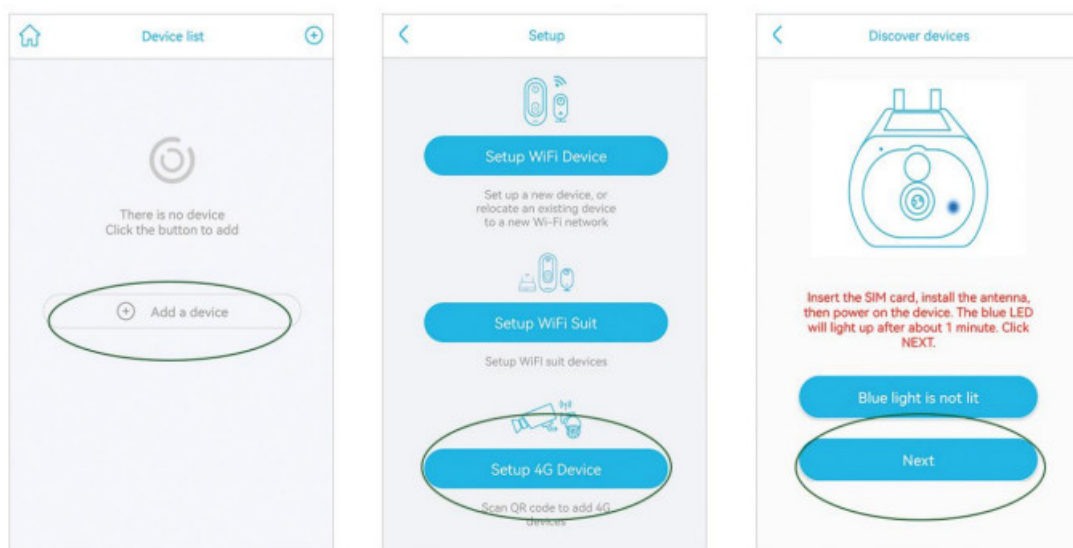 Device list
There is no device
Click the button to add
Add a device
Setup
Setup WiFi Device
Set up a new device, or
relocate an existing device
to a new Wi-Fi network
Setup WiFi Suit
Setup WIFI suit devices
Setup 4G Device
Scan QR code to add 4G
devices
Discover devices
Insert the SIM card, install the antenna,
then power on the device. The blue LED
will light up after about 1 minute. Click
NEXT.
Blue light is not lit
Next